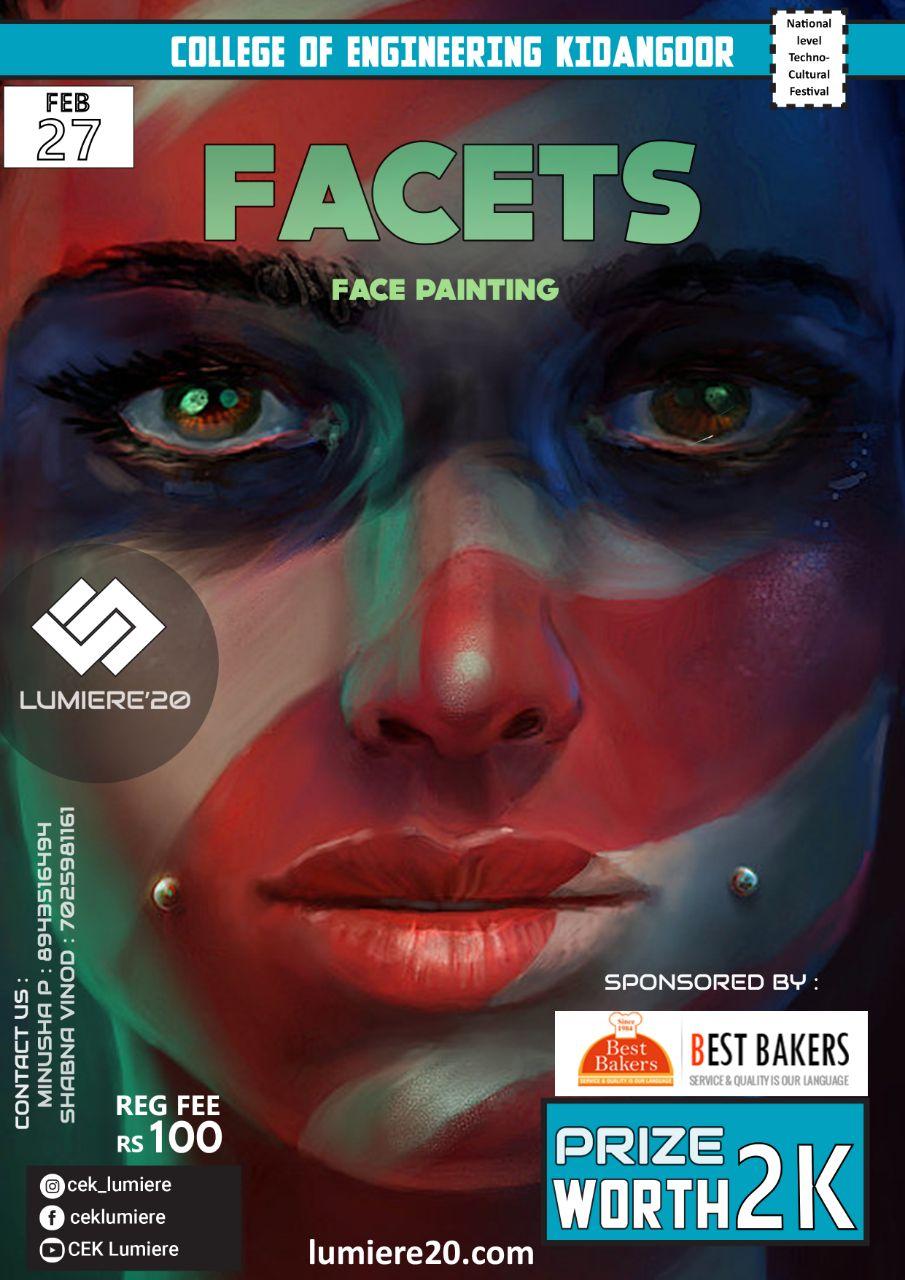 COLLEGE OF ENGINEERING KIDANGOOR
National
level
Techno-
Cultural
Festival
FEB
27
FACETS
FACE PAINTING
LUMIERE'20
CONTACT US :
MINUSHA P : 8943516494
SHABNA VINOD : 7025981161
SPONSORED BY :
Since
1984
Best
Bakers
SERVICE & QUALITY IS OUR LANGUAGE
BEST BAKERS
SERVICE & QUALITY IS OUR LANGUAGE
REG FEE
RS 100
PRIZE
WORTH 2K
cek_lumiere
ceklumiere
CEK Lumiere
lumiere20.com